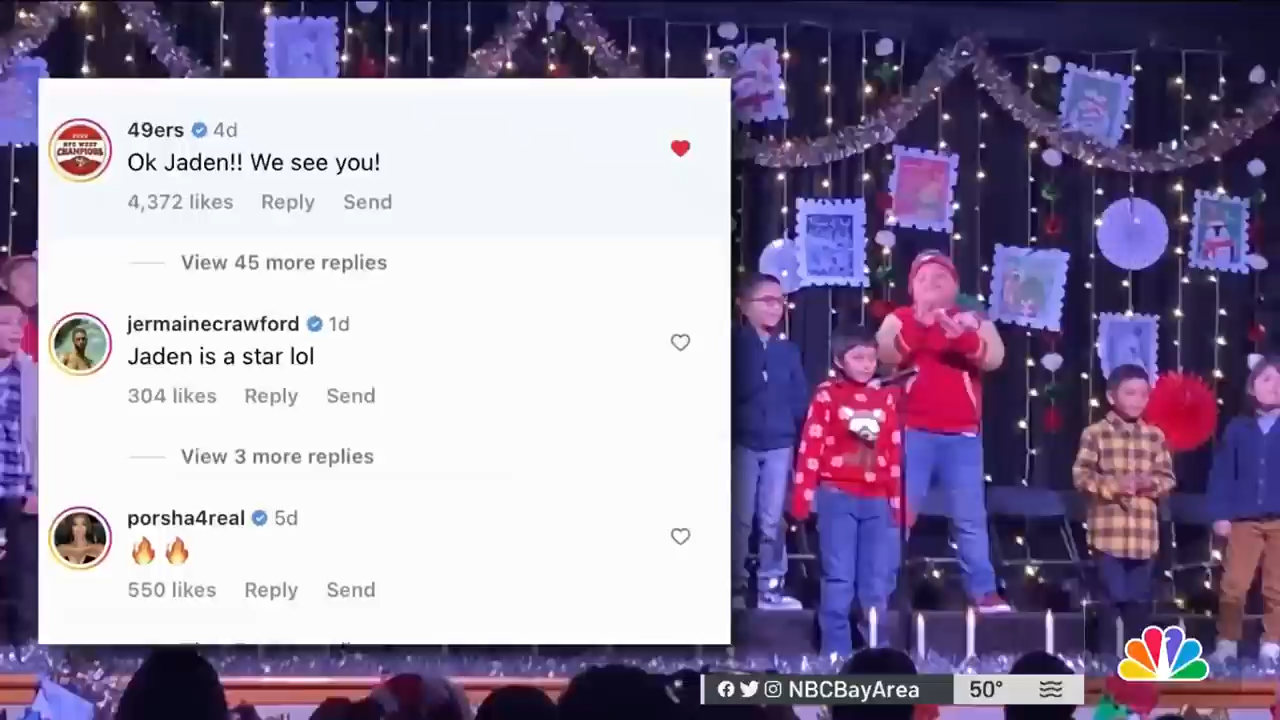 49ers 4d
Ok Jaden!! We see you!
4,372 likes Reply Send
View 45 more replies
jermainecrawford 1d
Jaden is a star lol
304 likes Reply Send
View 3 more replies
porsha4real 5d
🔥🔥
550 likes Reply Send
CHAMPIONS
NBCBayArea 50°